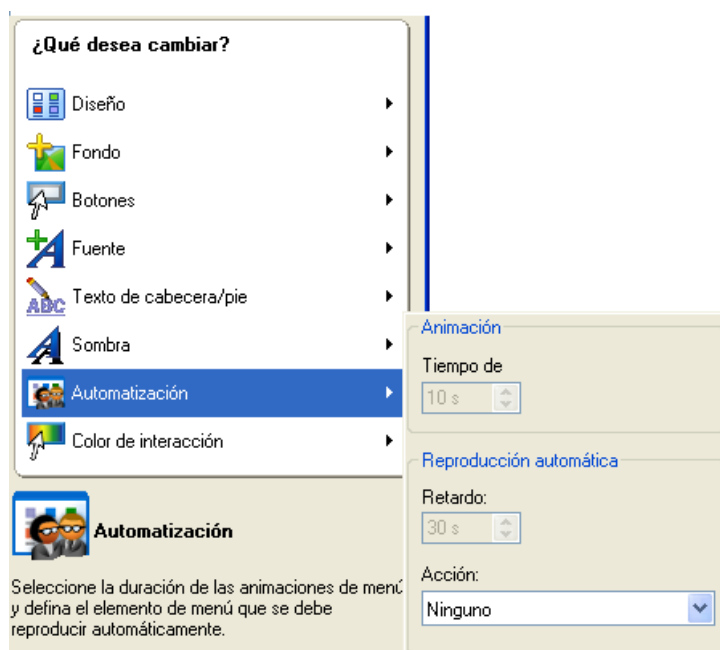 ¿Qué desea cambiar?
Diseño
Fondo
Botones
Fuente
ABC Texto de cabecera/pie
Sombra
Automatización
Color de interacción
Automatización
Seleccione la duración de las animaciones de menú
y defina el elemento de menú que se debe
reproducir automáticamente.
Animación
Tiempo de
10 s
Reproducción automática
Retardo:
30 s
Acción:
Ninguno